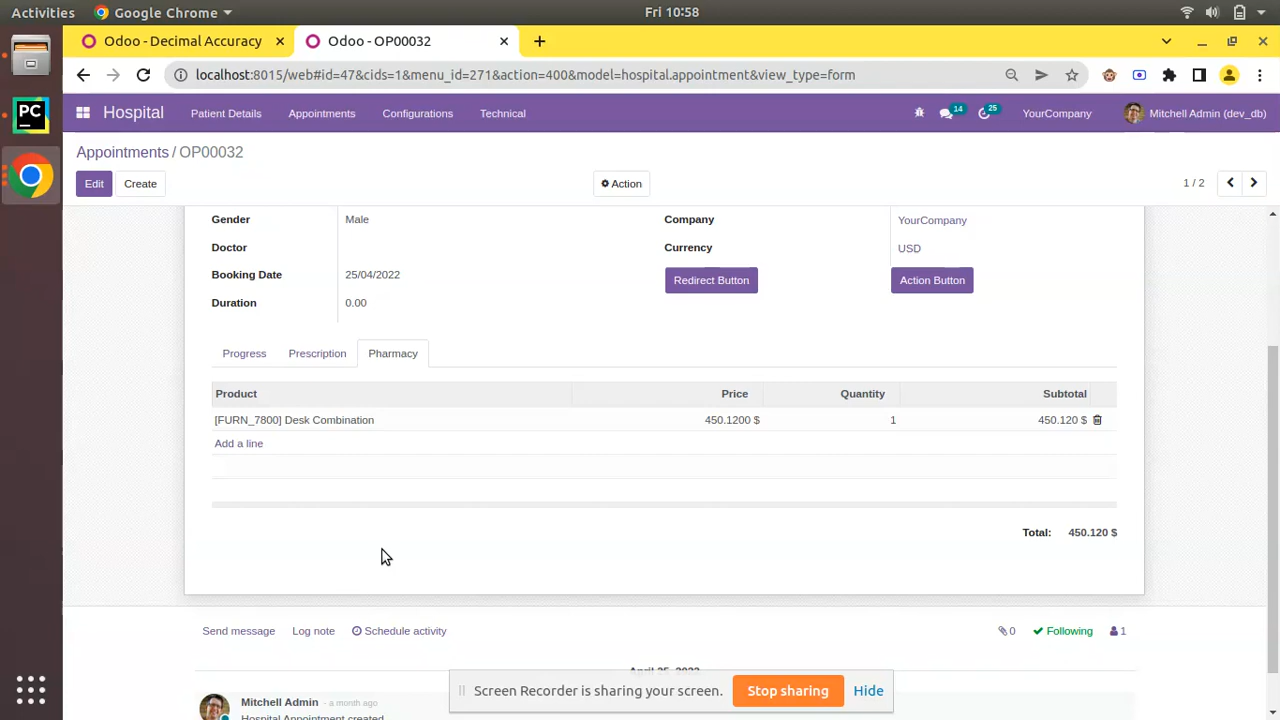 Activities
Google Chrome
Fri 10:58
Odoo - Decimal Accuracy
Odoo - OP00032
localhost:8015/web#id=47&cids=1&menu_id=271&action=400&model=hospital.appointment&view_type=form
PC
Hospital
Patient Details
Appointments
Configurations
Technical
14
25
YourCompany
Mitchell Admin (dev_db)
Appointments / OP00032
Edit
Create
Action
1 / 2
Gender
Male
Company
YourCompany
Doctor
Currency
USD
Booking Date
25/04/2022
Redirect Button
Action Button
Duration
0.00
Progress
Prescription
Pharmacy
Product
Price
Quantity
Subtotal
[FURN_7800] Desk Combination
450.1200 $
1
450.120 $
Add a line
Total: 450.120 $
Send message
Log note
Schedule activity
0
Following
1
April 25, 2022
Screen Recorder is sharing your screen.
Stop sharing
Hide
Mitchell Admin - a month ago
Hospital Appointment created